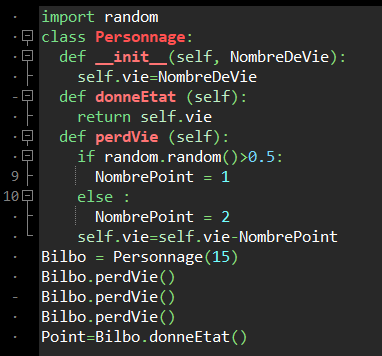 import random
class Personnage:
def __init__(self, NombreDeVie):
self.vie=NombreDeVie
def donneEtat (self):
return self.vie
def perdVie (self):
if random.random()>0.5:
9 NombrePoint = 1
10 else :
NombrePoint = 2
self.vie=self.vie-NombrePoint
Bilbo = Personnage(15)
Bilbo.perdVie()
Bilbo.perdVie()
Bilbo.perdVie()
Point=Bilbo.donneEtat()